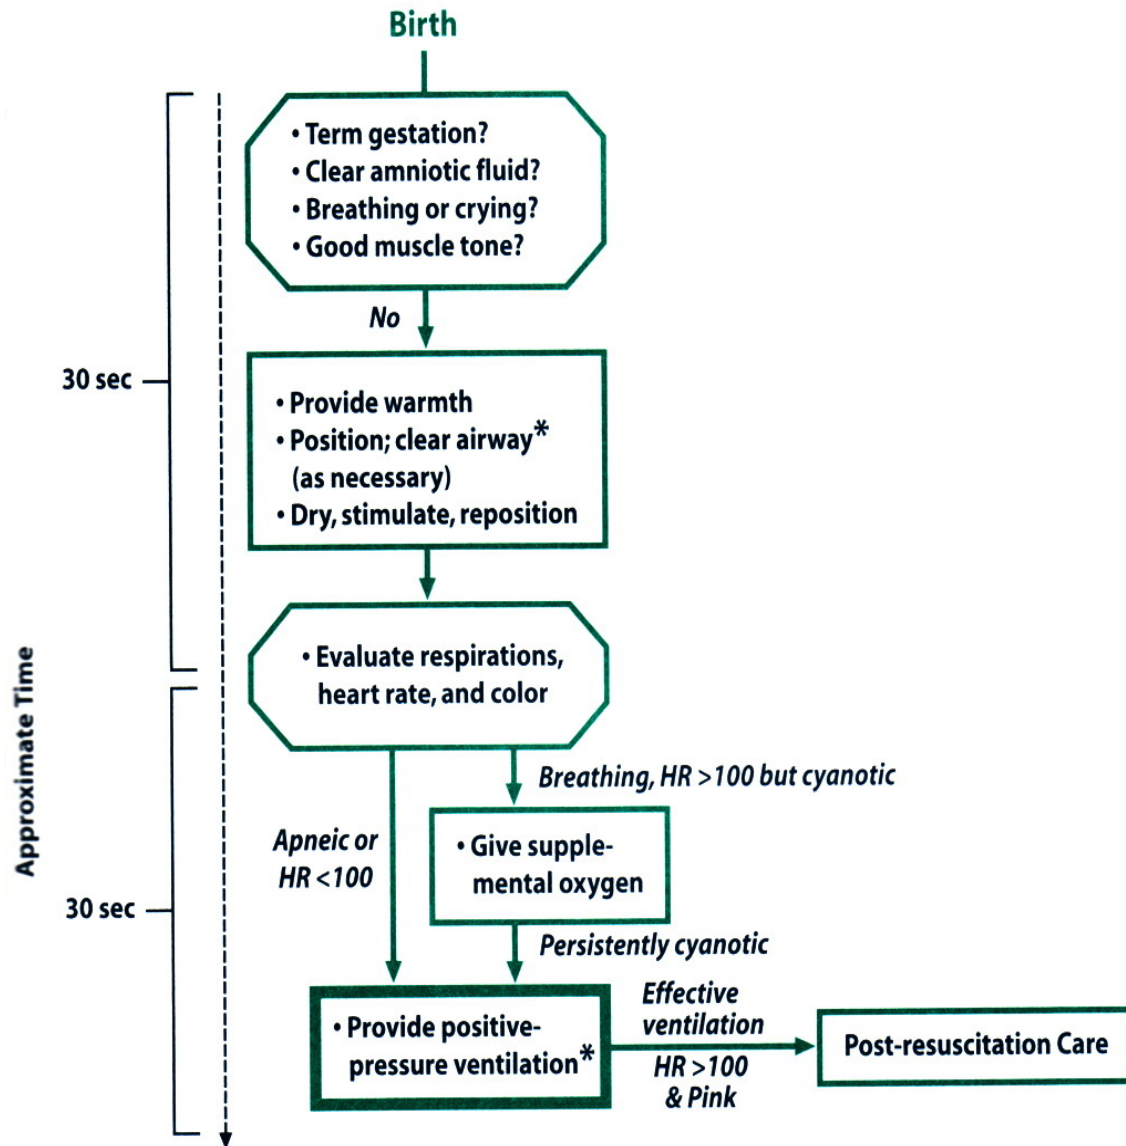 Birth
• Term gestation?
• Clear amniotic fluid?
• Breathing or crying?
• Good muscle tone?
No
30 sec
• Provide warmth
• Position; clear airway*
(as necessary)
• Dry, stimulate, reposition
• Evaluate respirations,
heart rate, and color
Approximate Time
Breathing, HR >100 but cyanotic
Apneic or
HR <100
• Give supple-
mental oxygen
30 sec
Persistently cyanotic
• Provide positive-
pressure ventilation*
Effective
ventilation
HR >100
& Pink
Post-resuscitation Care